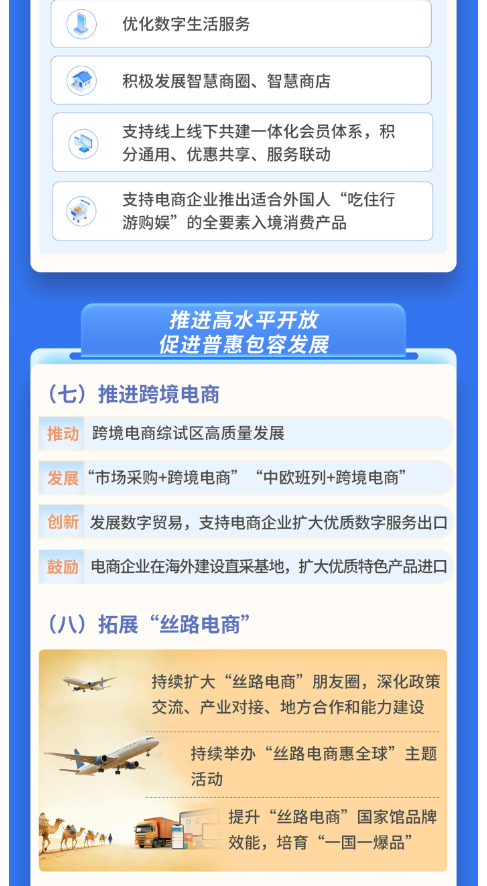 优化数字生活服务
积极发展智慧商圈、智慧商店
支持线上线下共建一体化会员体系，积
分通用、优惠共享、服务联动
支持电商企业推出适合外国人“吃住行
游购娱”的全要素入境消费产品
推进高水平开放
促进普惠包容发展
（七）推进跨境电商
推动 跨境电商综试区高质量发展
发展 “市场采购+跨境电商” “中欧班列+跨境电商”
创新 发展数字贸易，支持电商企业扩大优质数字服务出口
鼓励 电商企业在海外建设直采基地，扩大优质特色产品进口
（八）拓展“丝路电商”
持续扩大“丝路电商”朋友圈，深化政策
交流、产业对接、地方合作和能力建设
持续举办“丝路电商惠全球”主题
活动
提升“丝路电商”国家馆品牌
效能，培育“一国一爆品”